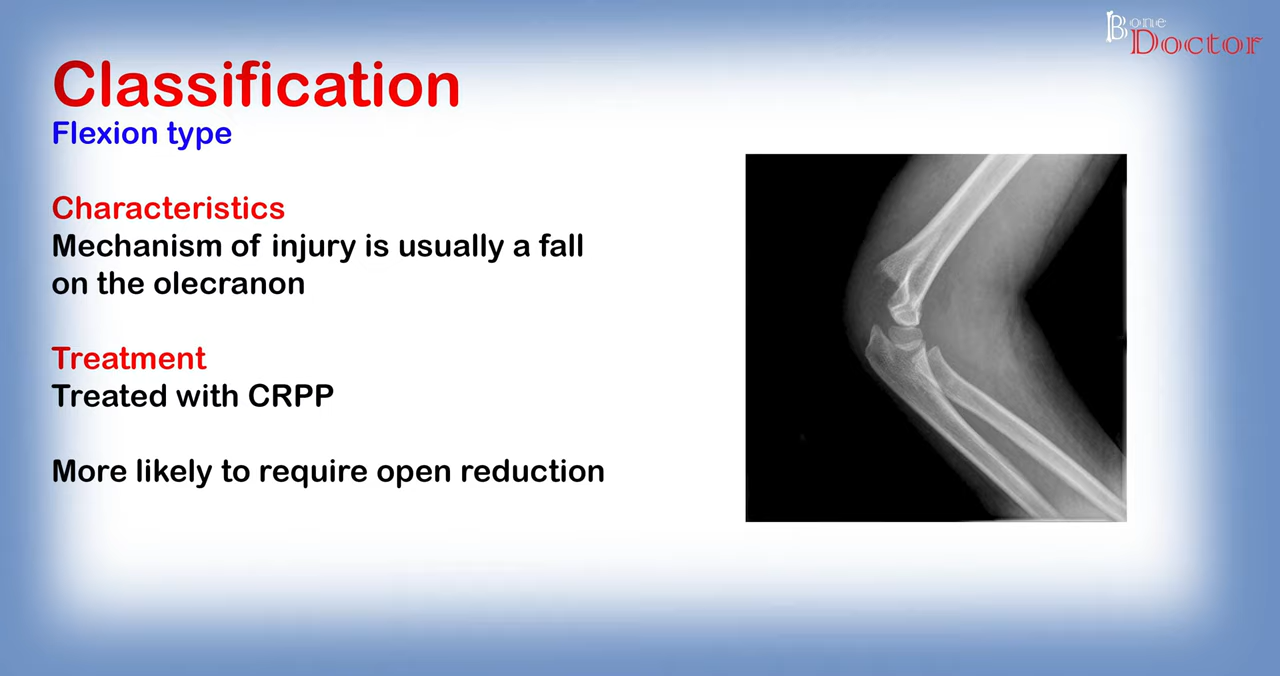 Bone
Doctor
Classification
Flexion type
Characteristics
Mechanism of injury is usually a fall
on the olecranon
Treatment
Treated with CRPP
More likely to require open reduction